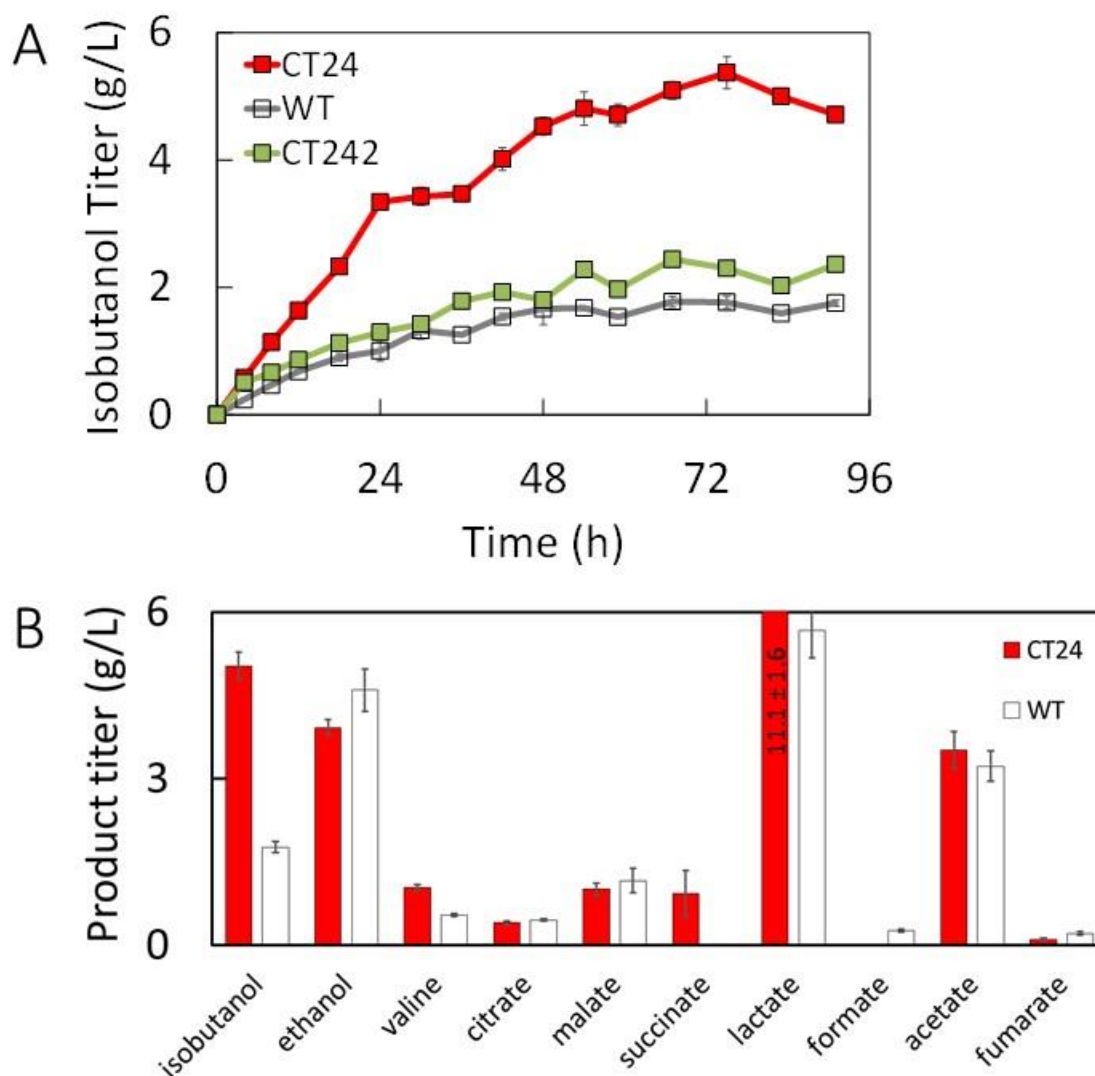 A
Isobutanol Titer (g/L)
6
4
2
0
CT24
WT
CT242
0 24 48 72 96
Time (h)
B
Product titer (g/L)
6
3
0
CT24
WT
11.1 ± 1.6
isobutanol
ethanol
valine
citrate
malate
succinate
lactate
formate
acetate
fumarate